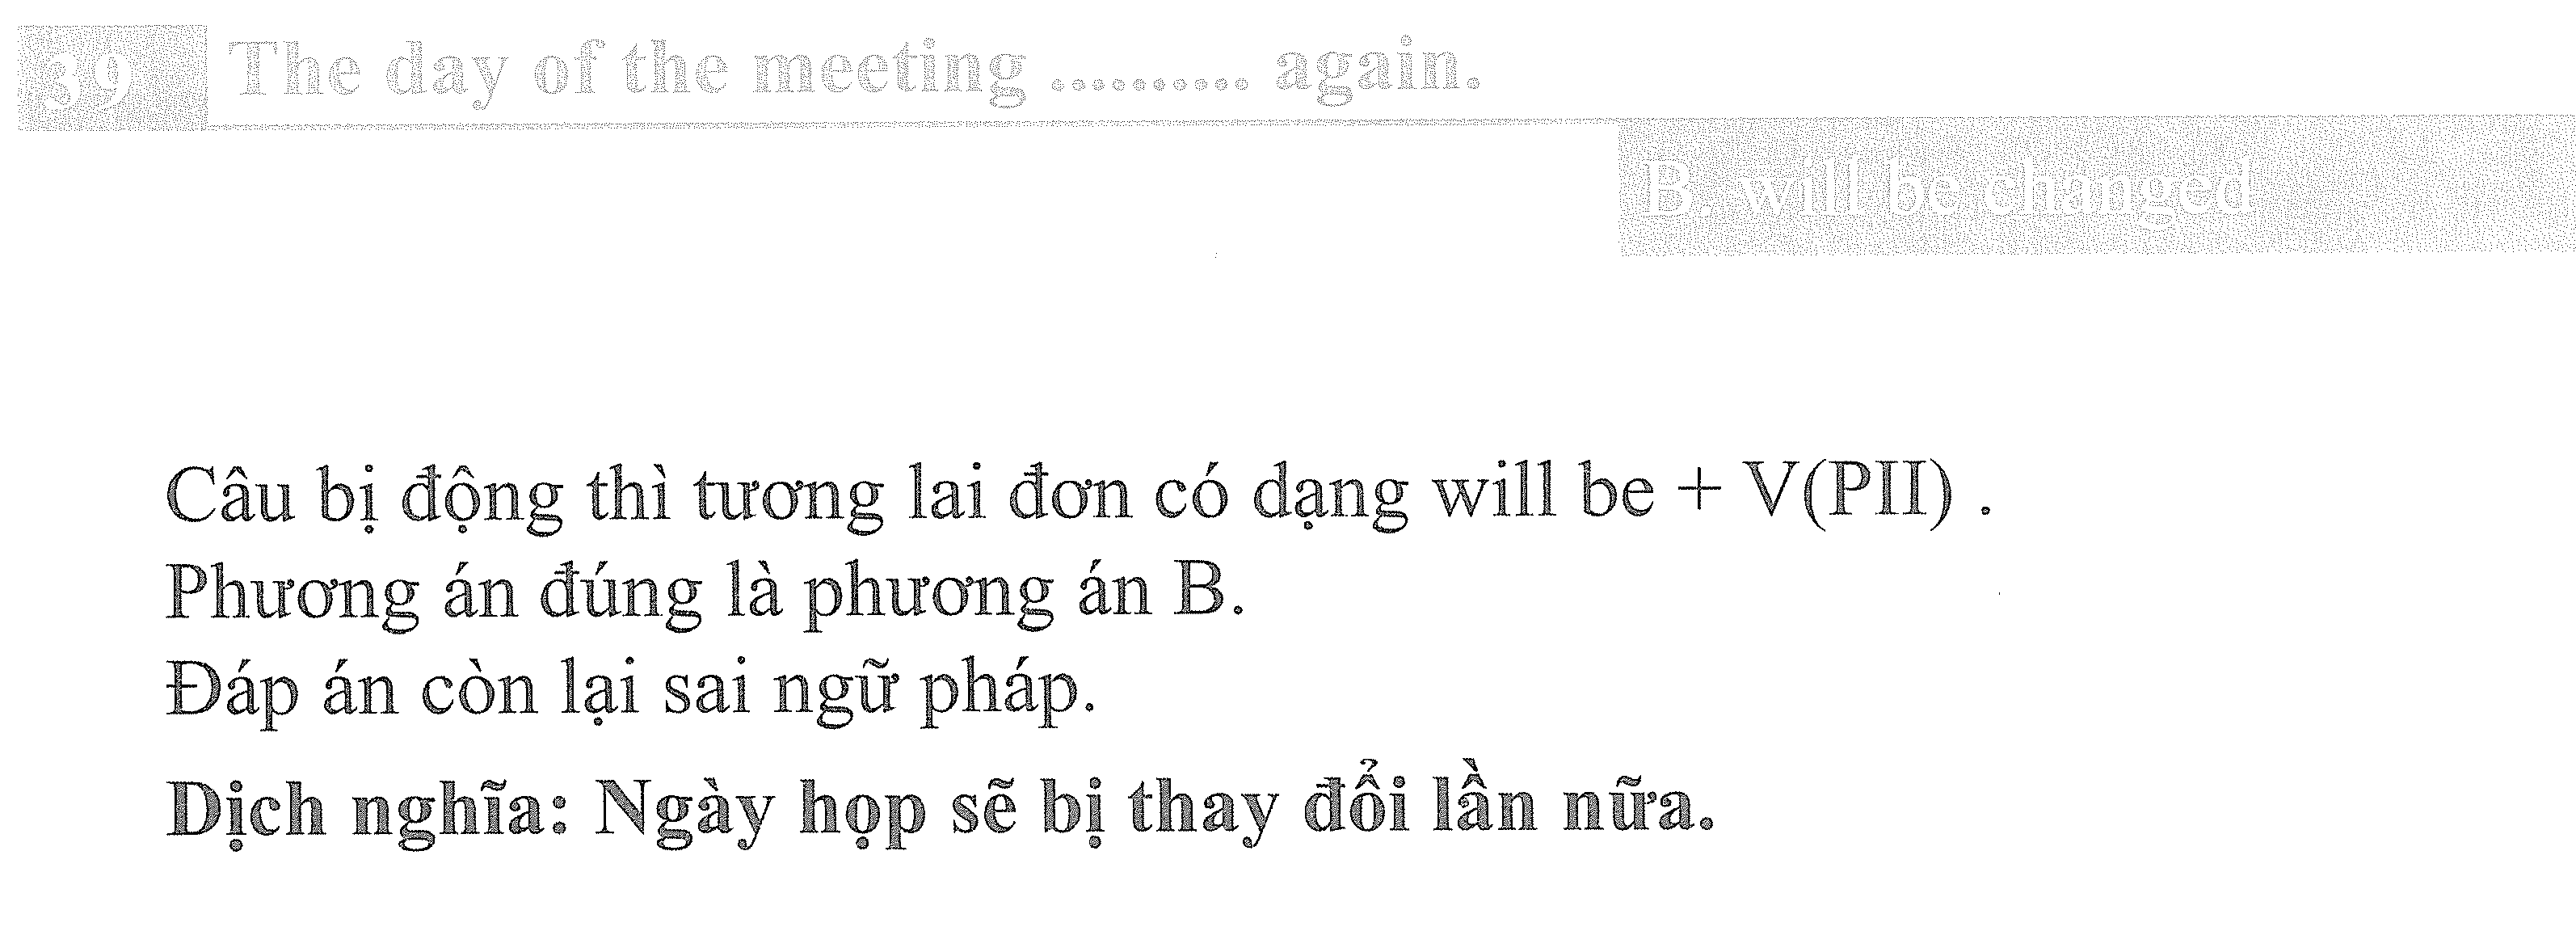 39 The day of the meeting .......... again.
B. will be changed
Câu bị động thì tương lai đơn có dạng will be + V(PII) .
Phương án đúng là phương án B.
Đáp án còn lại sai ngữ pháp.
Dịch nghĩa: Ngày họp sẽ bị thay đổi lần nữa.